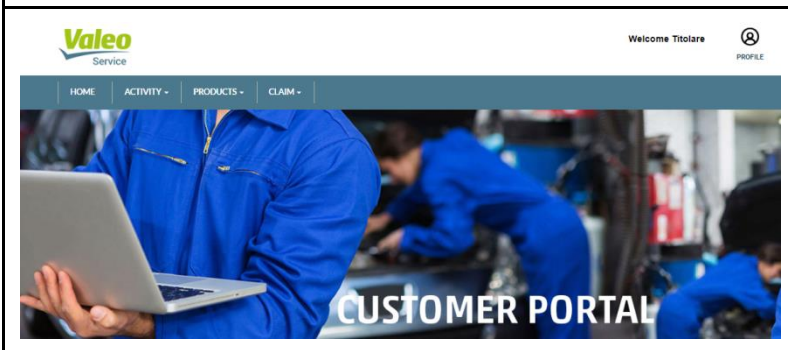 Valeo
Service
Welcome Titolare
PROFILE
HOME ACTIVITY PRODUCTS CLAIM
CUSTOMER PORTAL